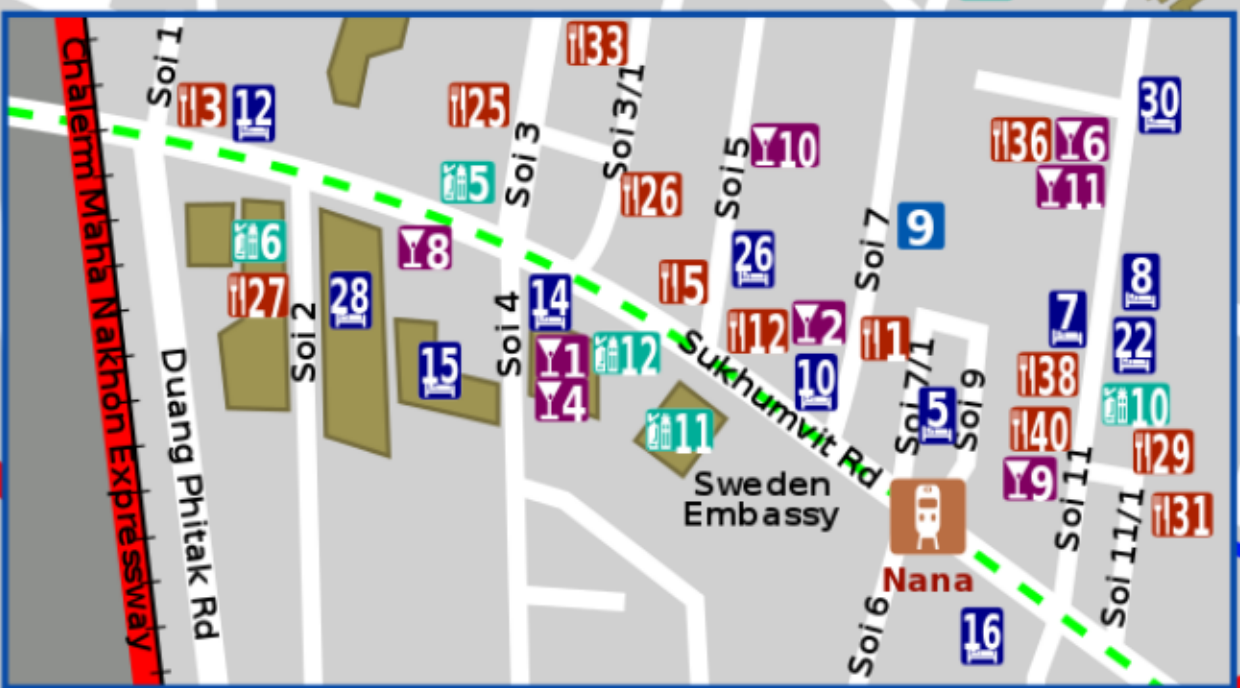 Chalerm Maha Nakhon Expressway
Soi 1
3
12
33
25
Soi 3
Soi 3/1
5
26
Soi 5
10
Soi 7
9
36
6
11
30
6
27
Soi 2
28
8
15
Soi 4
14
1
4
12
5
26
12
2
10
1
Soi 7/1
5
Soi 9
7
8
22
38
40
9
10
29
31
Soi 11
Soi 11/1
Duang Phitak Rd
Sukhumvit Rd
11
Sweden
Embassy
Nana
Soi 6
16